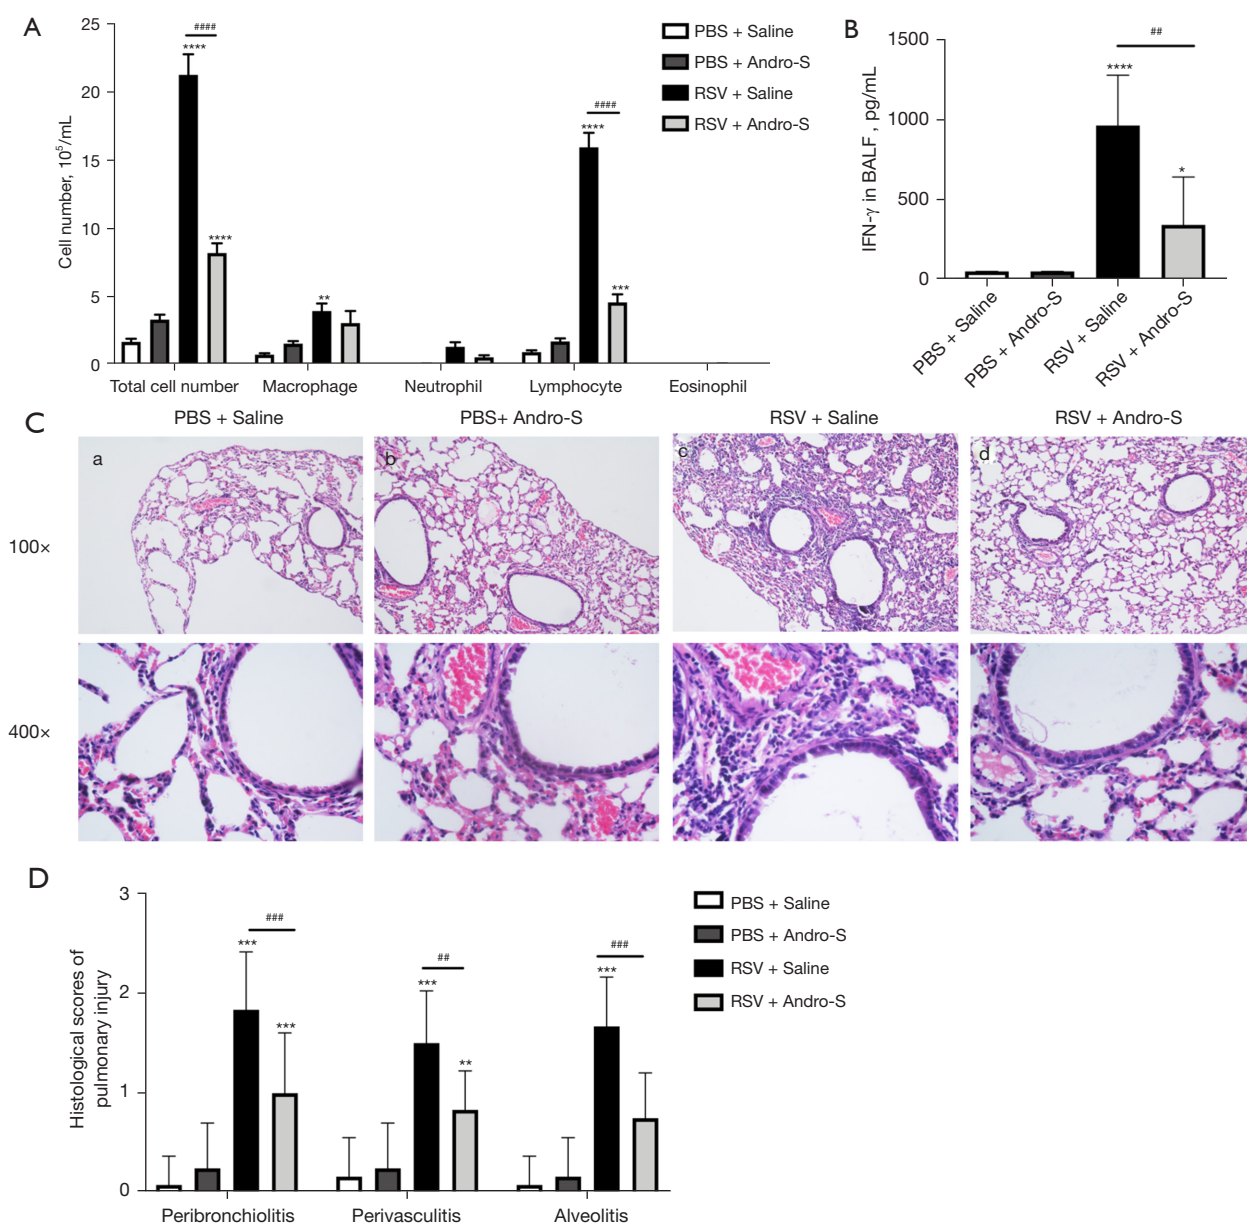 A
25
20
15
10
5
0
Cell number, 10⁵/mL
####
****
****
**
####
****
***
Total cell number
Macrophage
Neutrophil
Lymphocyte
Eosinophil
PBS + Saline
PBS + Andro-S
RSV + Saline
RSV + Andro-S
B
1500
1000
500
0
IFN-γ in BALF , pg/mL
##
****
*
PBS + Saline
PBS + Andro-S
RSV + Saline
RSV + Andro-S
C
PBS + Saline
PBS+ Andro-S
RSV + Saline
RSV + Andro-S
a
b
c
d
100×
400×
D
3
2
1
0
Histological scores of
pulmonary injury
###
***
***
##
***
**
###
***
Peribronchiolitis
Perivasculitis
Alveolitis
PBS + Saline
PBS + Andro-S
RSV + Saline
RSV + Andro-S